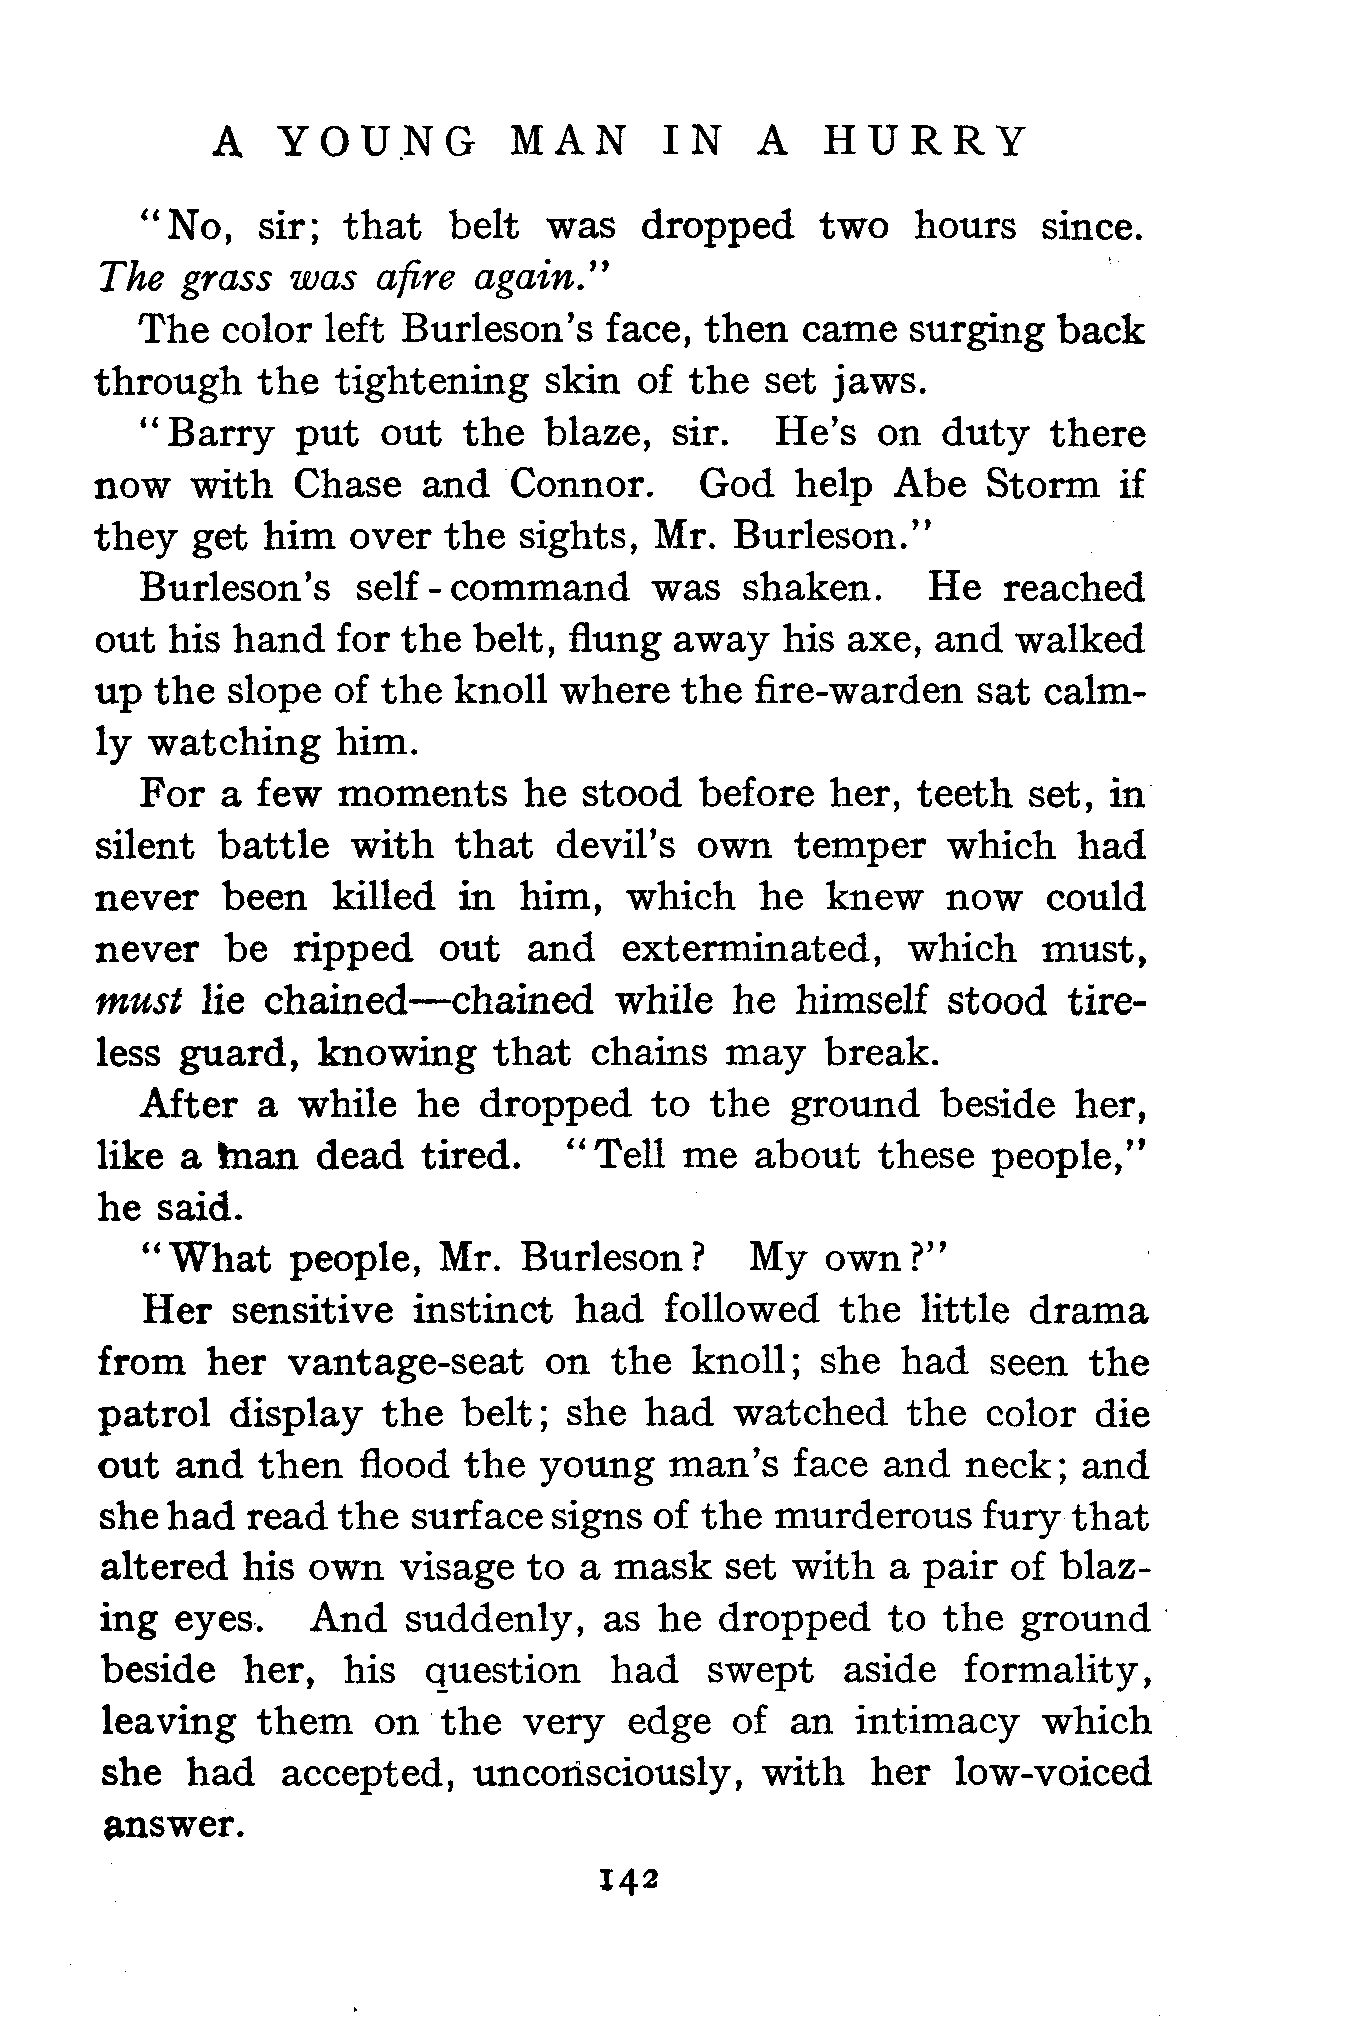 A YOUNG MAN IN A HURRY
"No, sir; that belt was dropped two hours since.
The grass was afire again."
The color left Burleson's face, then came surging back
through the tightening skin of the set jaws.
"Barry put out the blaze, sir. He's on duty there
now with Chase and Connor. God help Abe Storm if
they get him over the sights, Mr. Burleson."
Burleson's self-command was shaken. He reached
out his hand for the belt, flung away his axe, and walked
up the slope of the knoll where the fire-warden sat calm-
ly watching him.
For a few moments he stood before her, teeth set, in
silent battle with that devil's own temper which had
never been killed in him, which he knew now could
never be ripped out and exterminated, which must,
must lie chained—chained while he himself stood tire-
less guard, knowing that chains may break.
After a while he dropped to the ground beside her,
like a man dead tired. "Tell me about these people,"
he said.
"What people, Mr. Burleson? My own?"
Her sensitive instinct had followed the little drama
from her vantage-seat on the knoll; she had seen the
patrol display the belt; she had watched the color die
out and then flood the young man's face and neck; and
she had read the surface signs of the murderous fury that
altered his own visage to a mask set with a pair of blaz-
ing eyes. And suddenly, as he dropped to the ground
beside her, his question had swept aside formality,
leaving them on the very edge of an intimacy which
she had accepted, unconsciously, with her low-voiced
answer.
142